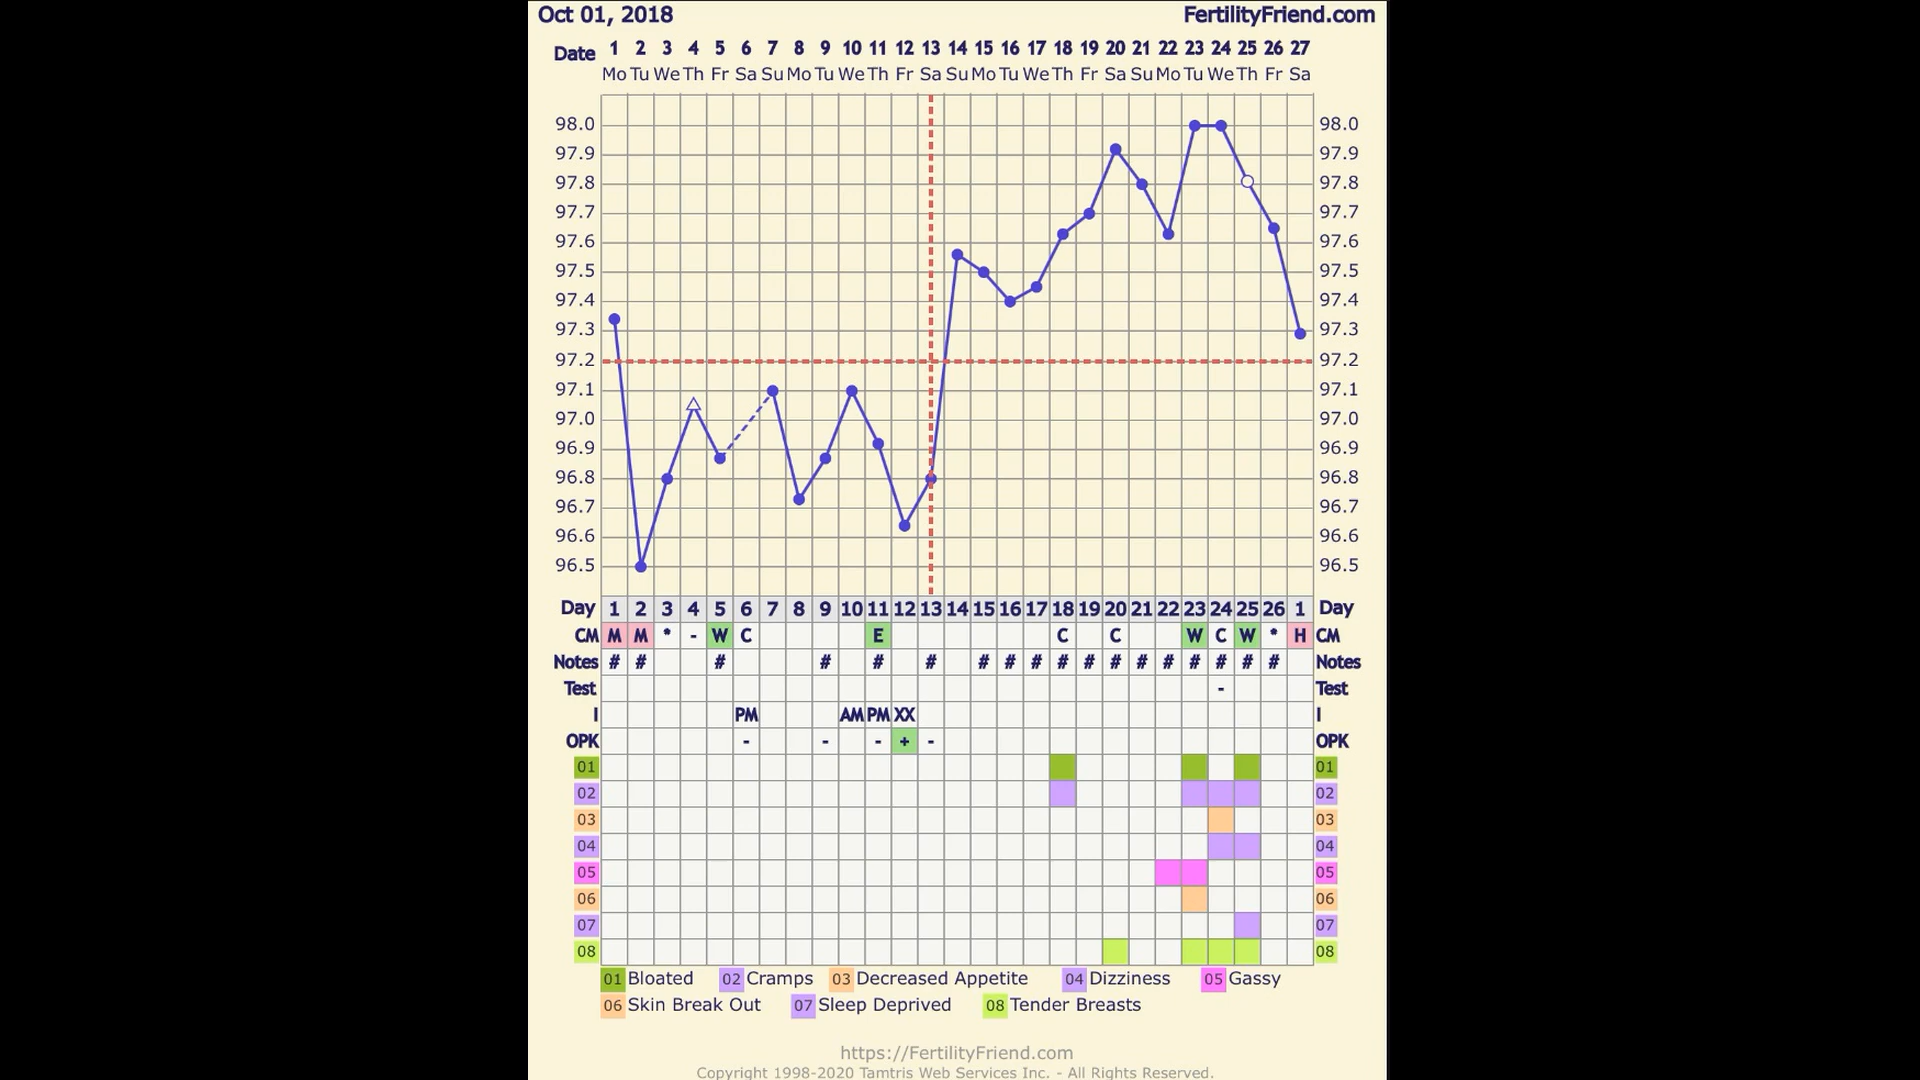 Oct 01, 2018 FertilityFriend.com
Date 1 2 3 4 5 6 7 8 9 10 11 12 13 14 15 16 17 18 19 20 21 22 23 24 25 26 27
Mo Tu We Th Fr Sa Su Mo Tu We Th Fr Sa Su Mo Tu We Th Fr Sa Su Mo Tu We Th Fr Sa
98.0 98.0
97.9 97.9
97.8 97.8
97.7 97.7
97.6 97.6
97.5 97.5
97.4 97.4
97.3 97.3
97.2 97.2
97.1 97.1
97.0 97.0
96.9 96.9
96.8 96.8
96.7 96.7
96.6 96.6
96.5 96.5
Day 1 2 3 4 5 6 7 8 9 10 11 12 13 14 15 16 17 18 19 20 21 22 23 24 25 26 1 Day
CM M M * - W C E C C W C W * H CM
Notes # # # # # # # # # # # # # # # # # # Notes
Test - Test
I PM AM PM XX I
OPK - - - + - OPK
01 01
02 02
03 03
04 04
05 05
06 06
07 07
08 08
01 Bloated 02 Cramps 03 Decreased Appetite 04 Dizziness 05 Gassy
06 Skin Break Out 07 Sleep Deprived 08 Tender Breasts
https://FertilityFriend.com
Copyright 1998-2020 Tamtris Web Services Inc. - All Rights Reserved.